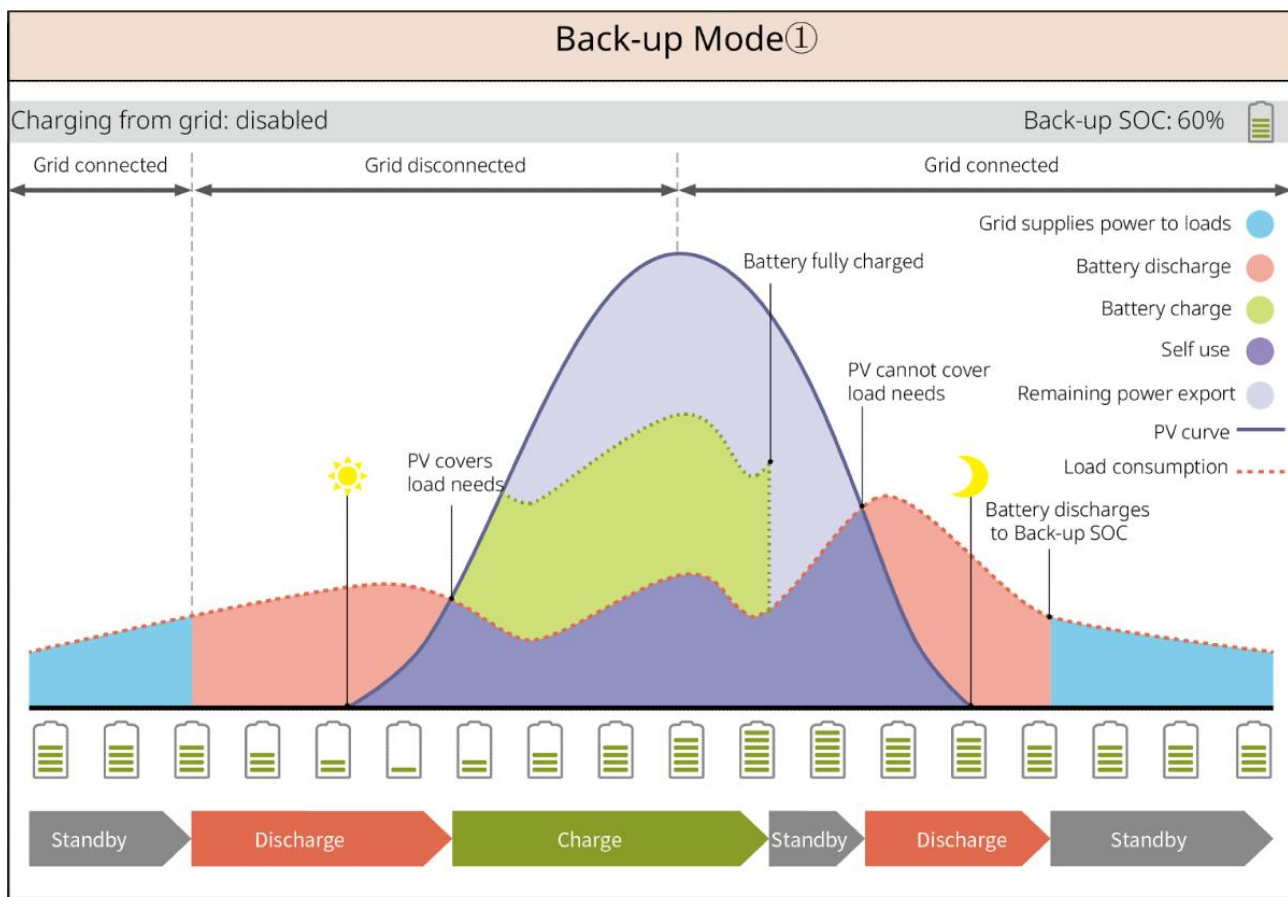 Back-up Mode①
Charging from grid: disabled
Back-up SOC: 60%
Grid connected
Grid disconnected
Grid connected
Grid supplies power to loads
Battery discharge
Battery charge
Self use
Remaining power export
PV curve
Load consumption
Battery fully charged
PV cannot cover
load needs
PV covers
load needs
Battery discharges
to Back-up SOC
Standby
Discharge
Charge
Standby
Discharge
Standby